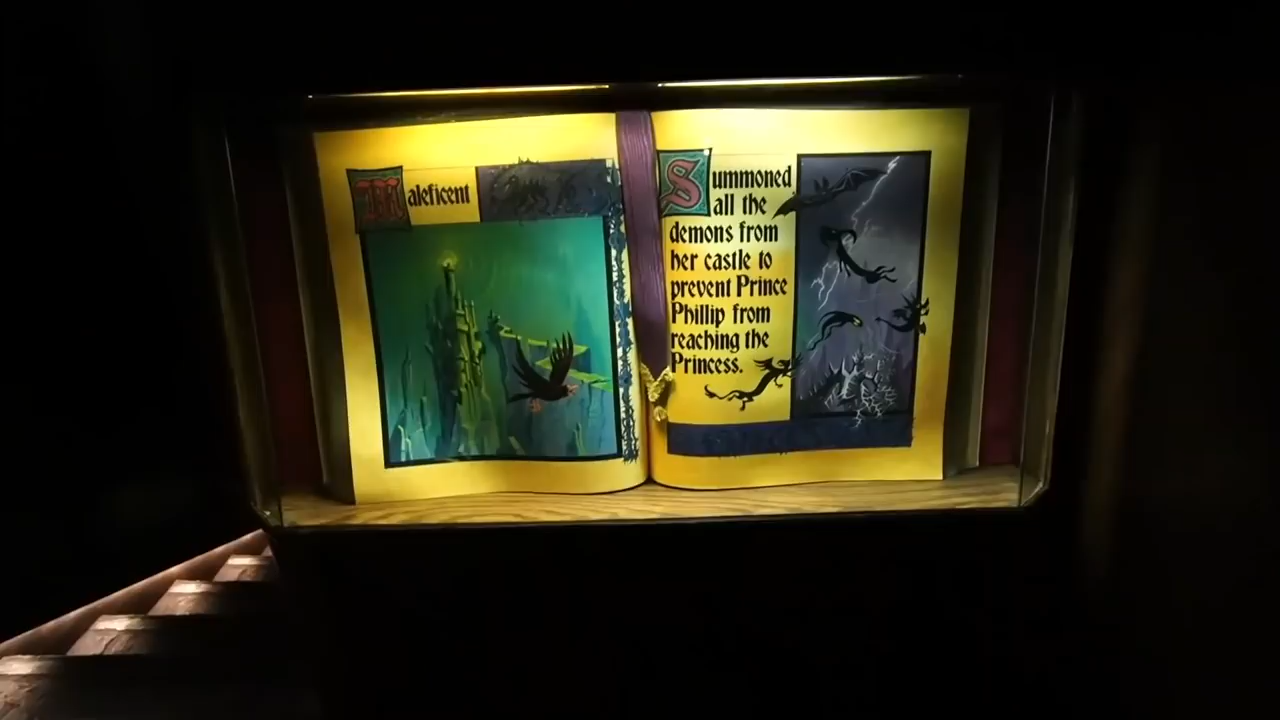 Maleficent
Summoned
all the
demons from
her castle to
prevent Prince
Phillip from
reaching the
Princess.